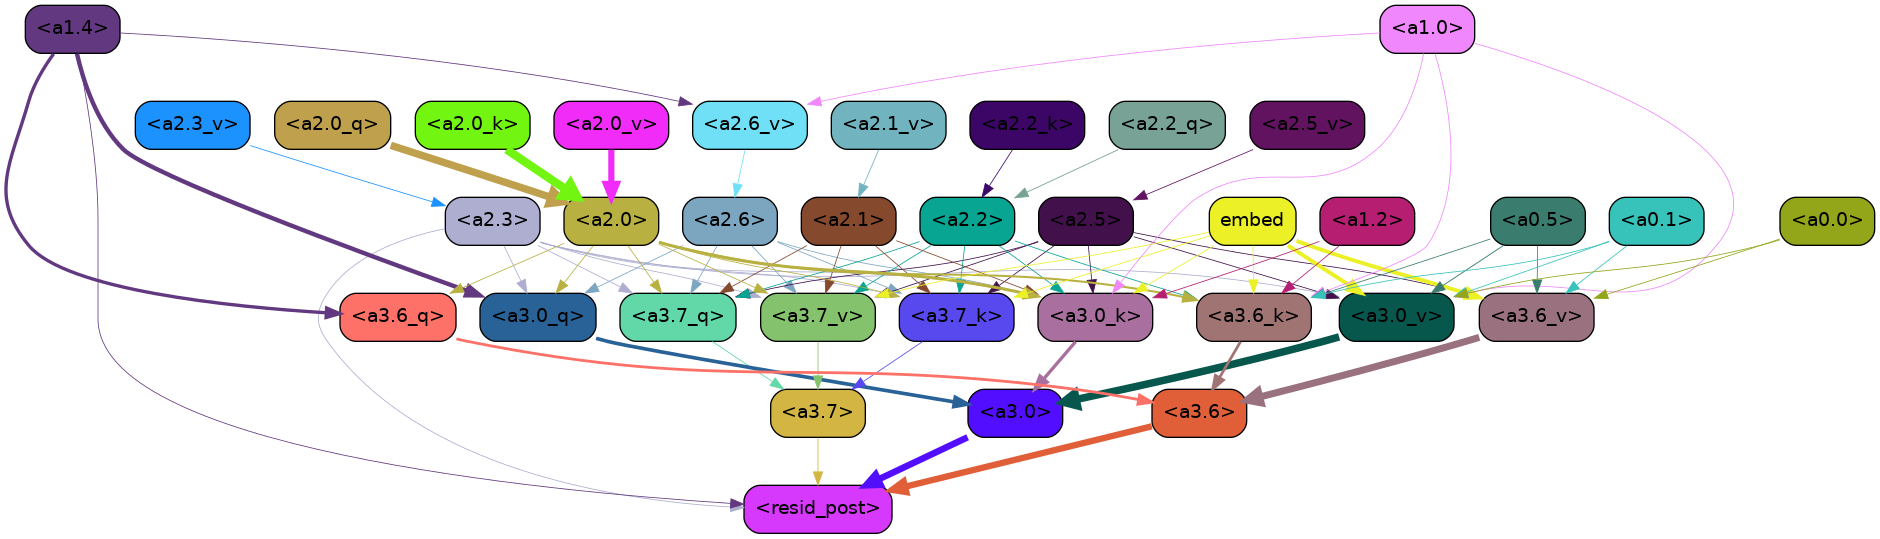 <a1.4>
<a1.0>
<a2.3_v>
<a2.0_q>
<a2.0_k>
<a2.0_v>
<a2.6_v>
<a2.1_v>
<a2.2_k>
<a2.2_q>
<a2.5_v>
<a2.3>
<a2.0>
<a2.6>
<a2.1>
<a2.2>
<a2.5>
embed
<a1.2>
<a0.5>
<a0.1>
<a0.0>
<a3.6_q>
<a3.0_q>
<a3.7_q>
<a3.7_v>
<a3.7_k>
<a3.0_k>
<a3.6_k>
<a3.0_v>
<a3.6_v>
<a3.7>
<a3.0>
<a3.6>
<resid_post>